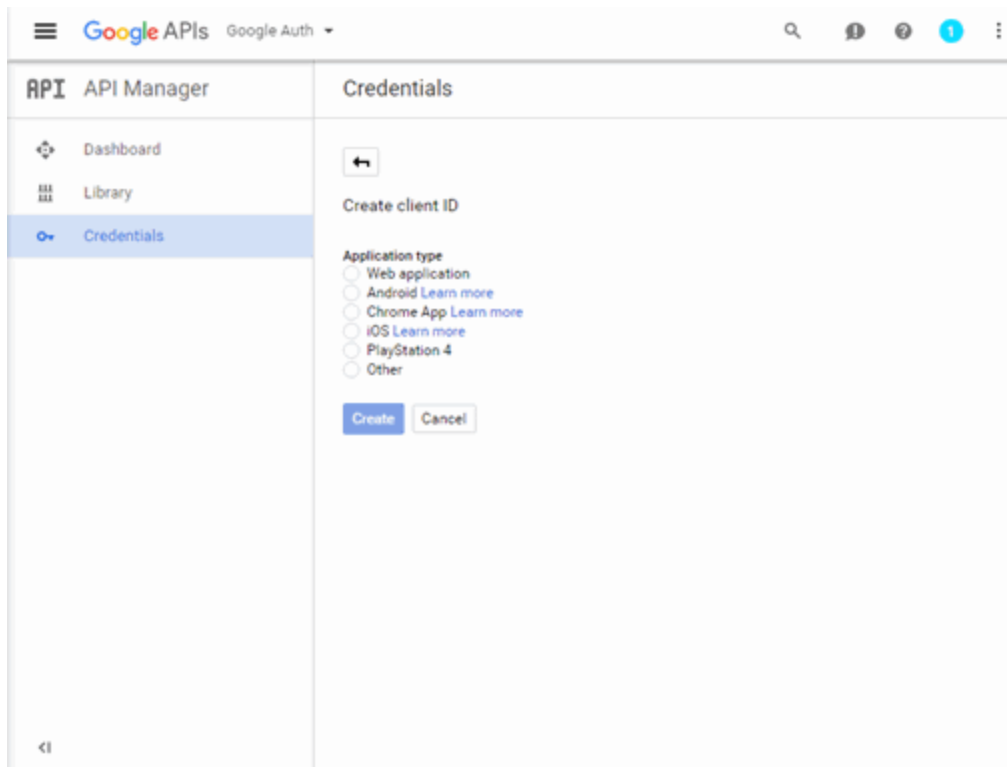 Google APIs Google Auth 1
API API Manager
Credentials
Dashboard
Library
Credentials
Create client ID
Application type
Web application
Android Learn more
Chrome App Learn more
iOS Learn more
PlayStation 4
Other
Create Cancel